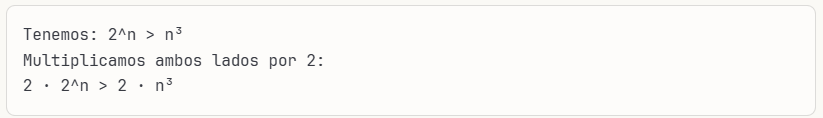 Tenemos: 2^n > n³
Multiplicamos ambos lados por 2:
2 · 2^n > 2 · n³